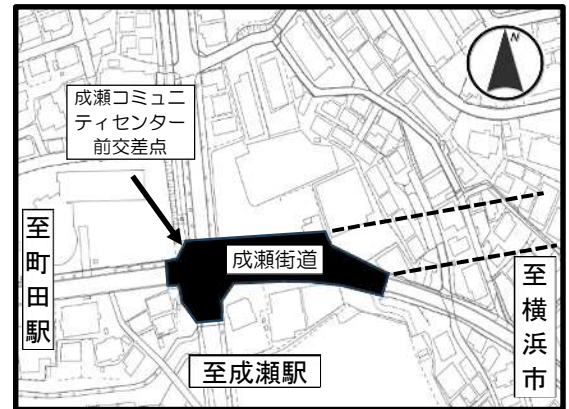 N
成瀬コミュニ
ティセンター
前交差点
至町田駅
成瀬街道
至横浜市
至成瀬駅